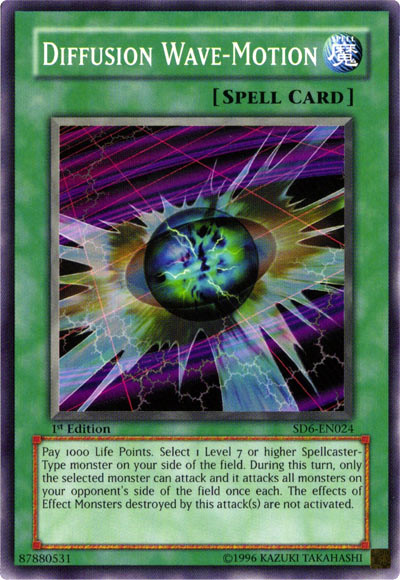 DIFFUSION WAVE-MOTION
SPELL
魔
[SPELL CARD]
1st Edition
SD6-EN024
Pay 1000 Life Points. Select 1 Level 7 or higher Spellcaster-
Type monster on your side of the field. During this turn, only
the selected monster can attack and it attacks all monsters on
your opponent's side of the field once each. The effects of
Effect Monsters destroyed by this attack(s) are not activated.
87880531
©1996 KAZUKI TAKAHASHI